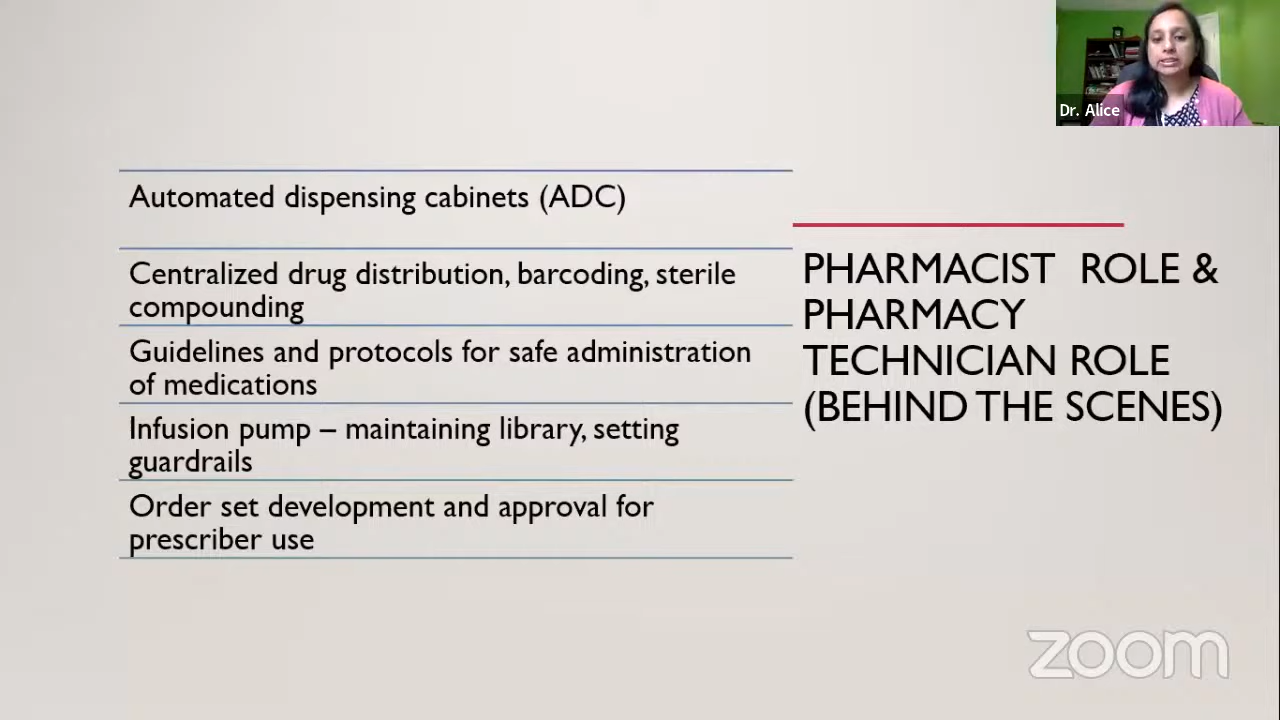 Dr. Alice
Automated dispensing cabinets (ADC)
Centralized drug distribution, barcoding, sterile
compounding
Guidelines and protocols for safe administration
of medications
Infusion pump – maintaining library, setting
guardrails
Order set development and approval for
prescriber use
PHARMACIST ROLE &
PHARMACY
TECHNICIAN ROLE
(BEHIND THE SCENES)
zoom